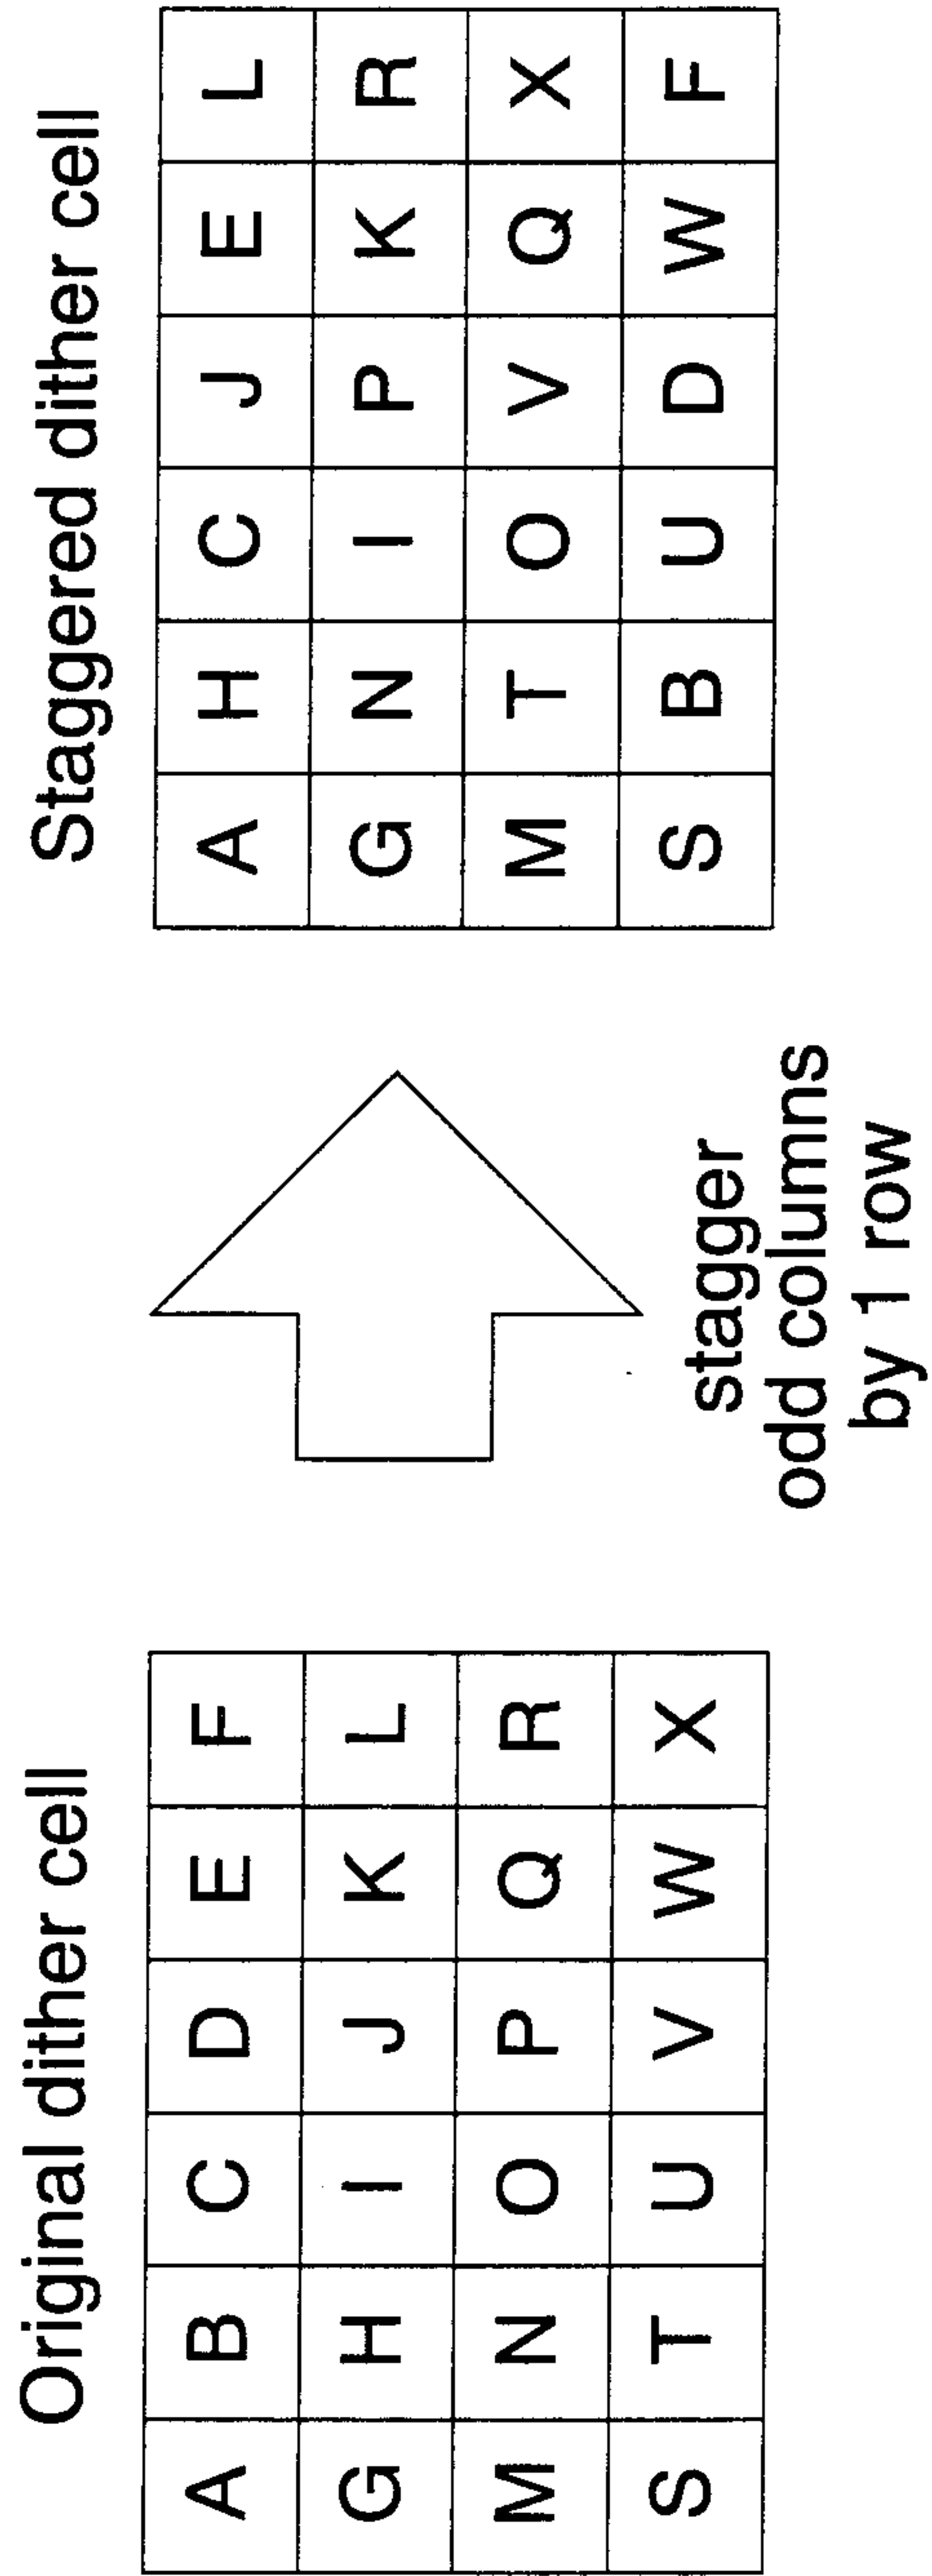 Original dither cell
A B C D E F
G H I J K L
M N O P Q R
S T U V W X
stagger
odd columns
by 1 row
Staggered dither cell
A H C J E L
G N I P K R
M T O V Q X
S B U D W F